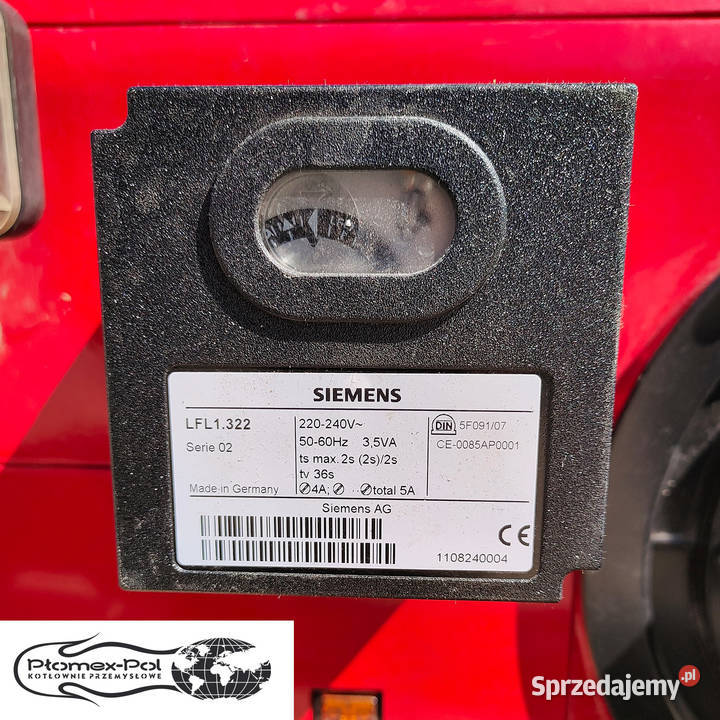 SIEMENS
LFL1.322
Serie 02
Made in Germany
220-240V~
50-60Hz 3,5VA
ts max. 2s (2s)/2s
tv 36s
⊘4A; ⊘ ··⊘total 5A
DIN 5F091/07
CE-0085AP0001
Siemens AG
CE
1108240004
Płomex-Pol
KOTŁOWNIE PRZEMYSŁOWE
Sprzedajemy.pl